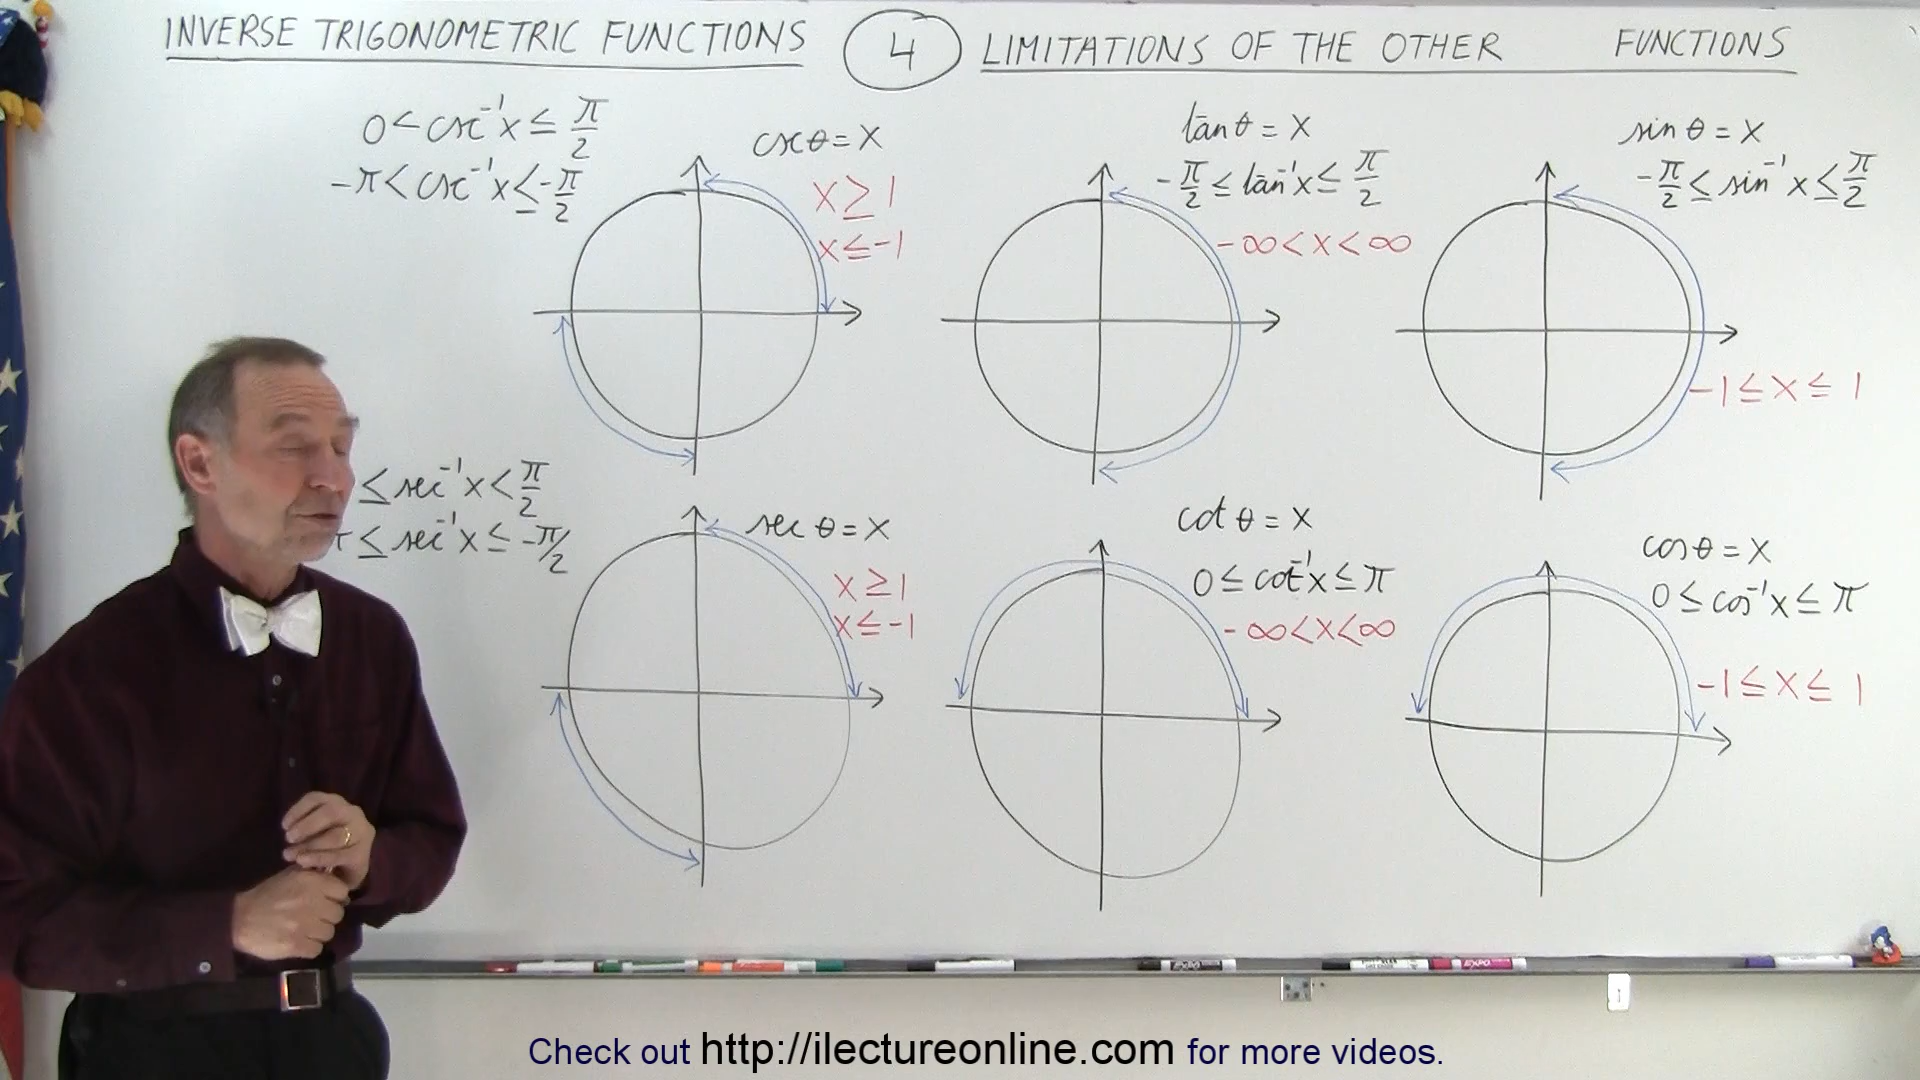 INVERSE TRIGONOMETRIC FUNCTIONS 4 LIMITATIONS OF THE OTHER FUNCTIONS
0 < csc⁻¹x ≤ π/2
-π < csc⁻¹x ≤ -π/2
csc θ = x
x ≥ 1
x ≤ -1
tan θ = x
-π/2 ≤ tan⁻¹x ≤ π/2
-∞ < x < ∞
sin θ = x
-π/2 ≤ sin⁻¹x ≤ π/2
-1 ≤ x ≤ 1
≤ sec⁻¹x < π/2
π ≤ sec⁻¹x ≤ -π/2
sec θ = x
x ≥ 1
x ≤ -1
cot θ = x
0 ≤ cot⁻¹x ≤ π
-∞ < x < ∞
cos θ = x
0 ≤ cos⁻¹x ≤ π
-1 ≤ x ≤ 1
EXPO
EXPO
Check out http://ilectureonline.com for more videos.